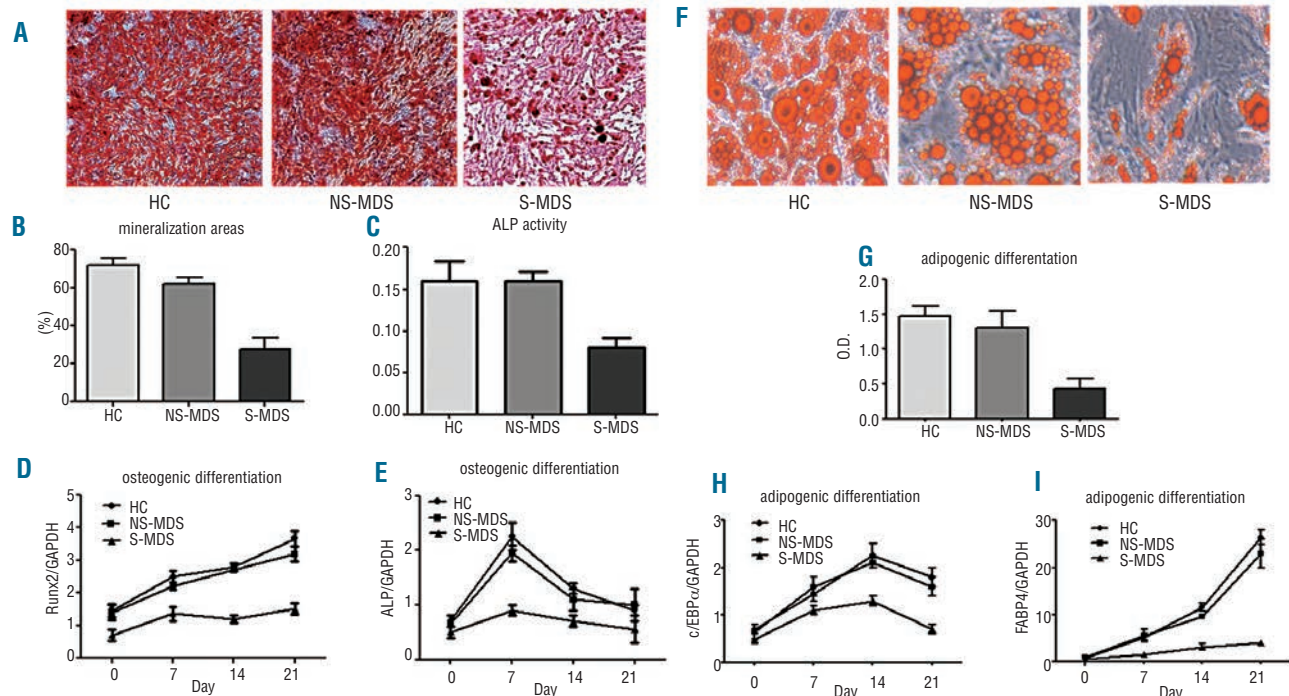 A
HC
NS-MDS
S-MDS
F
HC
NS-MDS
S-MDS
B
mineralization areas
(%)
80
60
40
20
0
HC
NS-MDS
S-MDS
C
ALP activity
0.20
0.15
0.10
0.05
0.00
HC
NS-MDS
S-MDS
G
adipogenic differentation
O.D.
2.0
1.5
1.0
0.5
0.0
HC
NS-MDS
S-MDS
D
osteogenic differentiation
Runx2/GAPDH
5
4
3
2
1
0
HC
NS-MDS
S-MDS
0
7
14
21
Day
E
osteogenic differentiation
ALP/GAPDH
3
2
1
0
HC
NS-MDS
S-MDS
0
7
14
21
Day
H
adipogenic differentiation
c/EBPα/GAPDH
3
2
1
0
HC
NS-MDS
S-MDS
0
7
14
21
Day
I
adipogenic differentiation
FABP4/GAPDH
30
20
10
0
HC
NS-MDS
S-MDS
0
7
14
21
Day